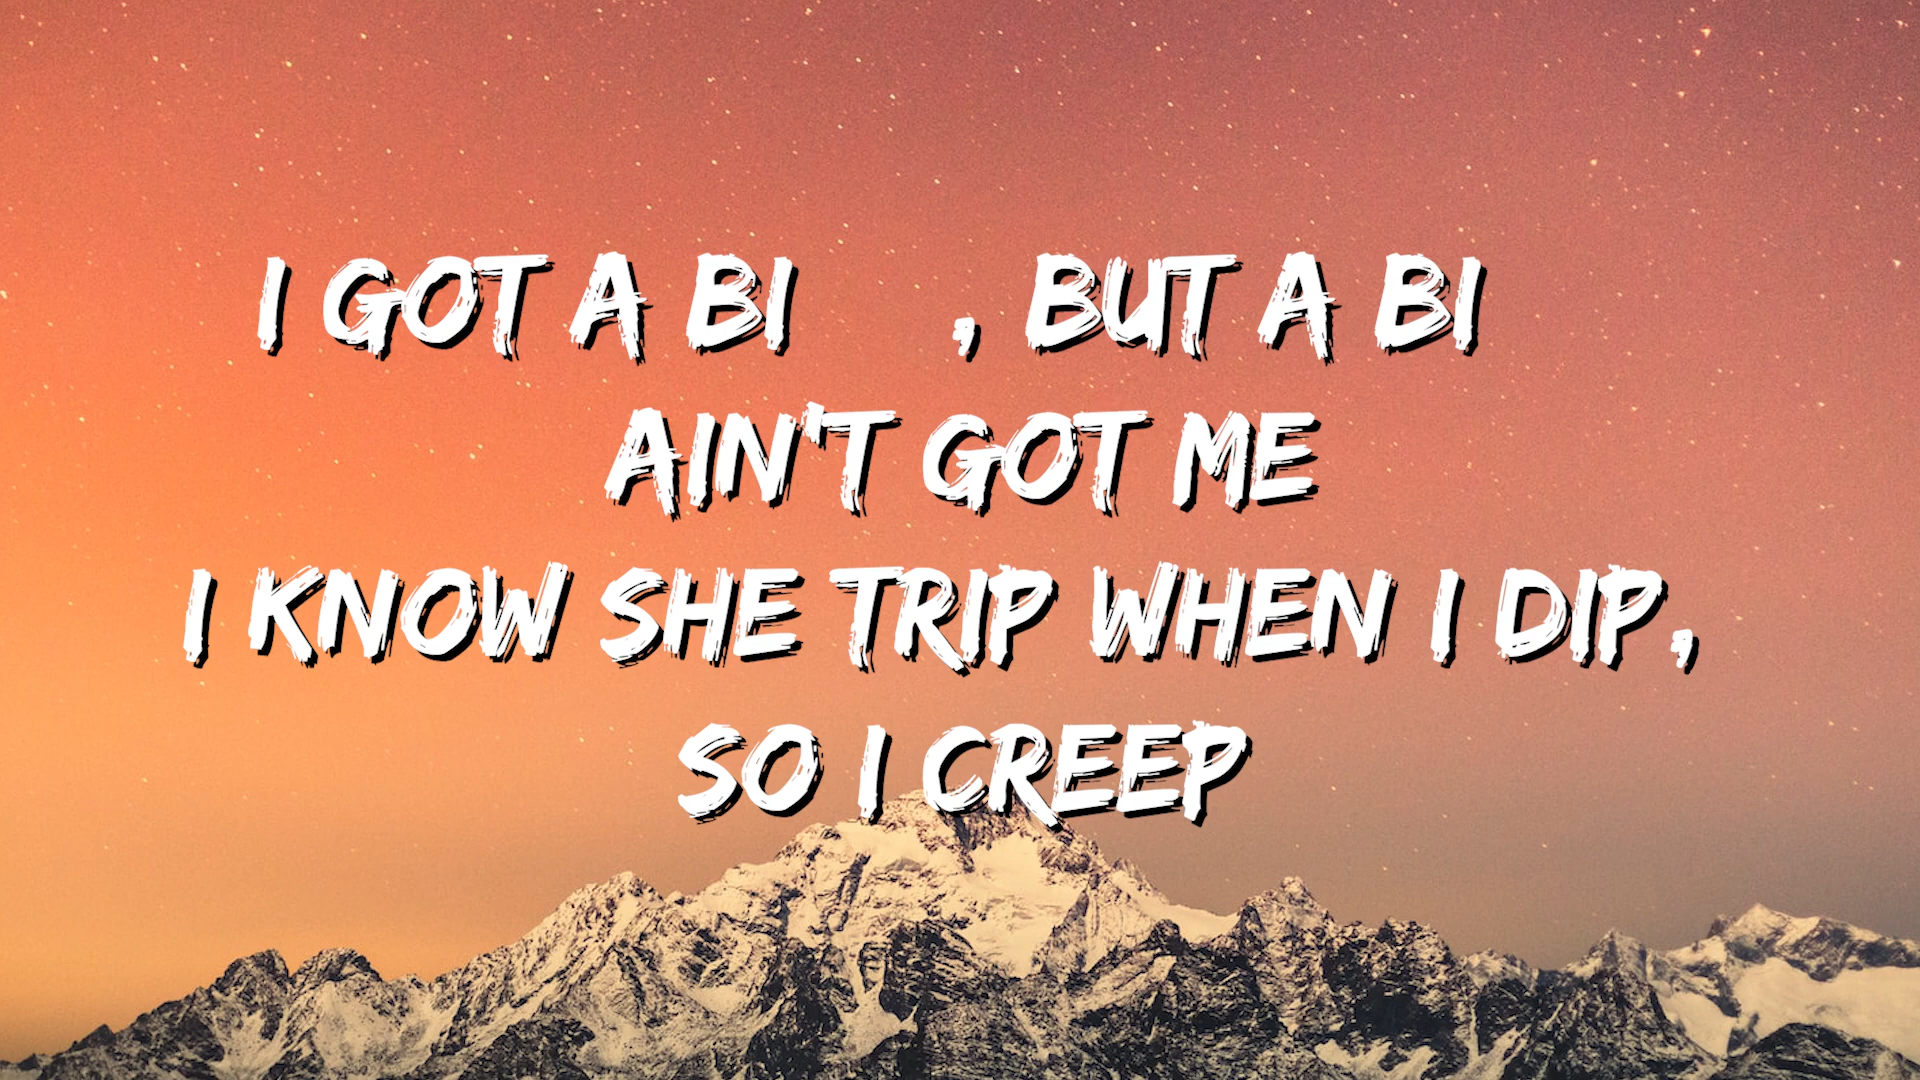 I GOT A BI , BUT A BI
AIN'T GOT ME
I KNOW SHE TRIP WHEN I DIP,
SO I CREEP